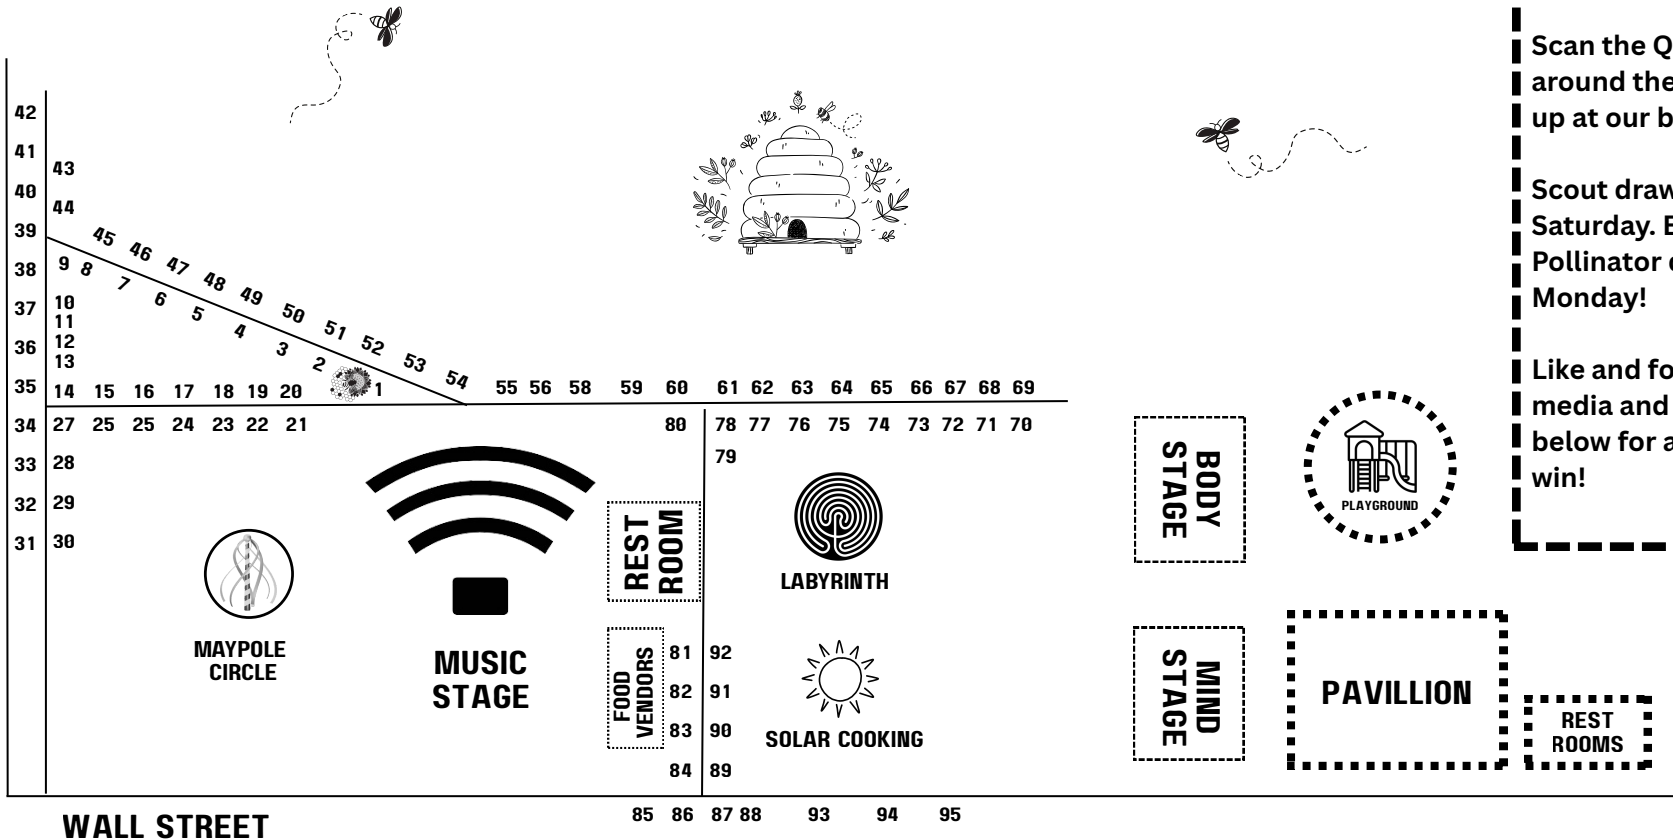 Scan the Q
around the
up at our b
Scout draw
Saturday. E
Pollinator
Monday!
Like and fo
media and
below for a
win!
42
41
43
40
44
39
45 46 47 48 49 50 51 52 53 54
38
9 8 7 6 5 4 3 2 1
37
10
11
36
12
13
35
14 15 16 17 18 19 20
55 56 58 59 60 61 62 63 64 65 66 67 68 69
34
27 25 25 24 23 22 21
80 78 77 76 75 74 73 72 71 70
79
33
28
32
29
31
30
MAYPOLE
CIRCLE
MUSIC
STAGE
REST
ROOM
FOOD
VENDORS
81 92
82 91
83 90
84 89
LABYRINTH
SOLAR COOKING
BODY
STAGE
MIND
STAGE
PLAYGROUND
PAVILLION
REST
ROOMS
85 86 87 88 93 94 95
WALL STREET